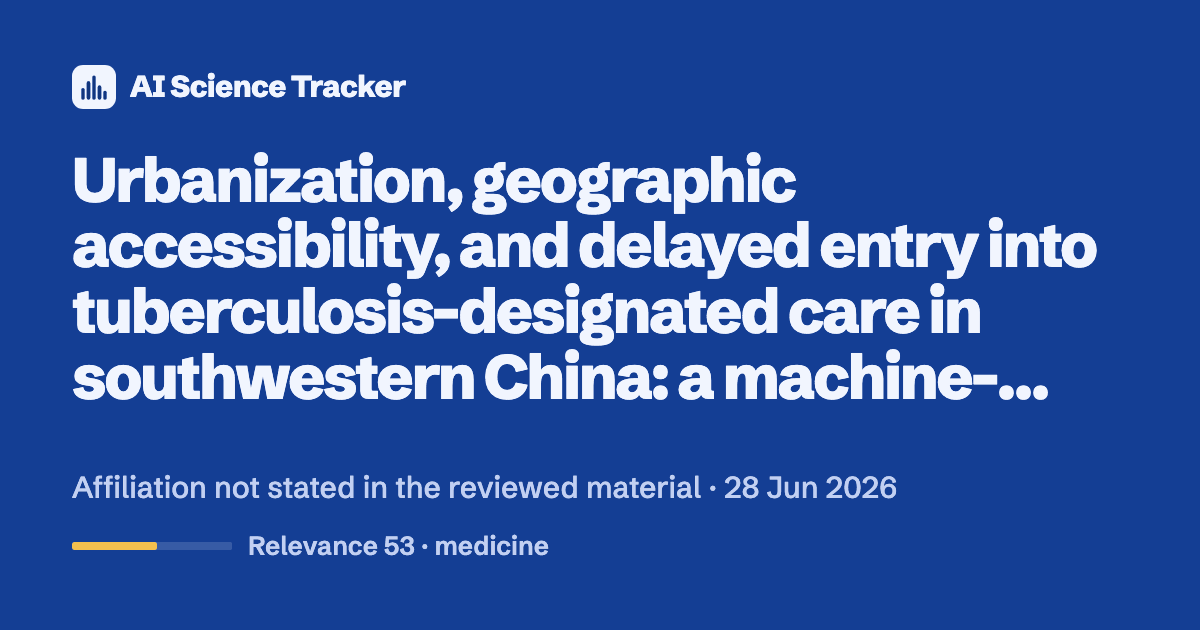 AI Science Tracker
Urbanization, geographic
accessibility, and delayed entry into
tuberculosis-designated care in
southwestern China: a machine-...
Affiliation not stated in the reviewed material · 28 Jun 2026
Relevance 53 · medicine